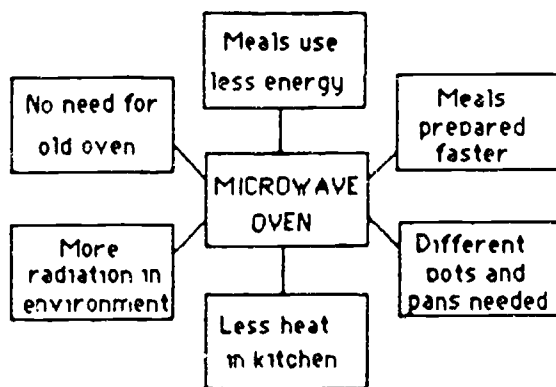 Meals use
less energy
No need for
old oven
Meals
prepared
faster
MICROWAVE
OVEN
More
radiation in
environment
Different
pots and
pans needed
Less heat
in kitchen